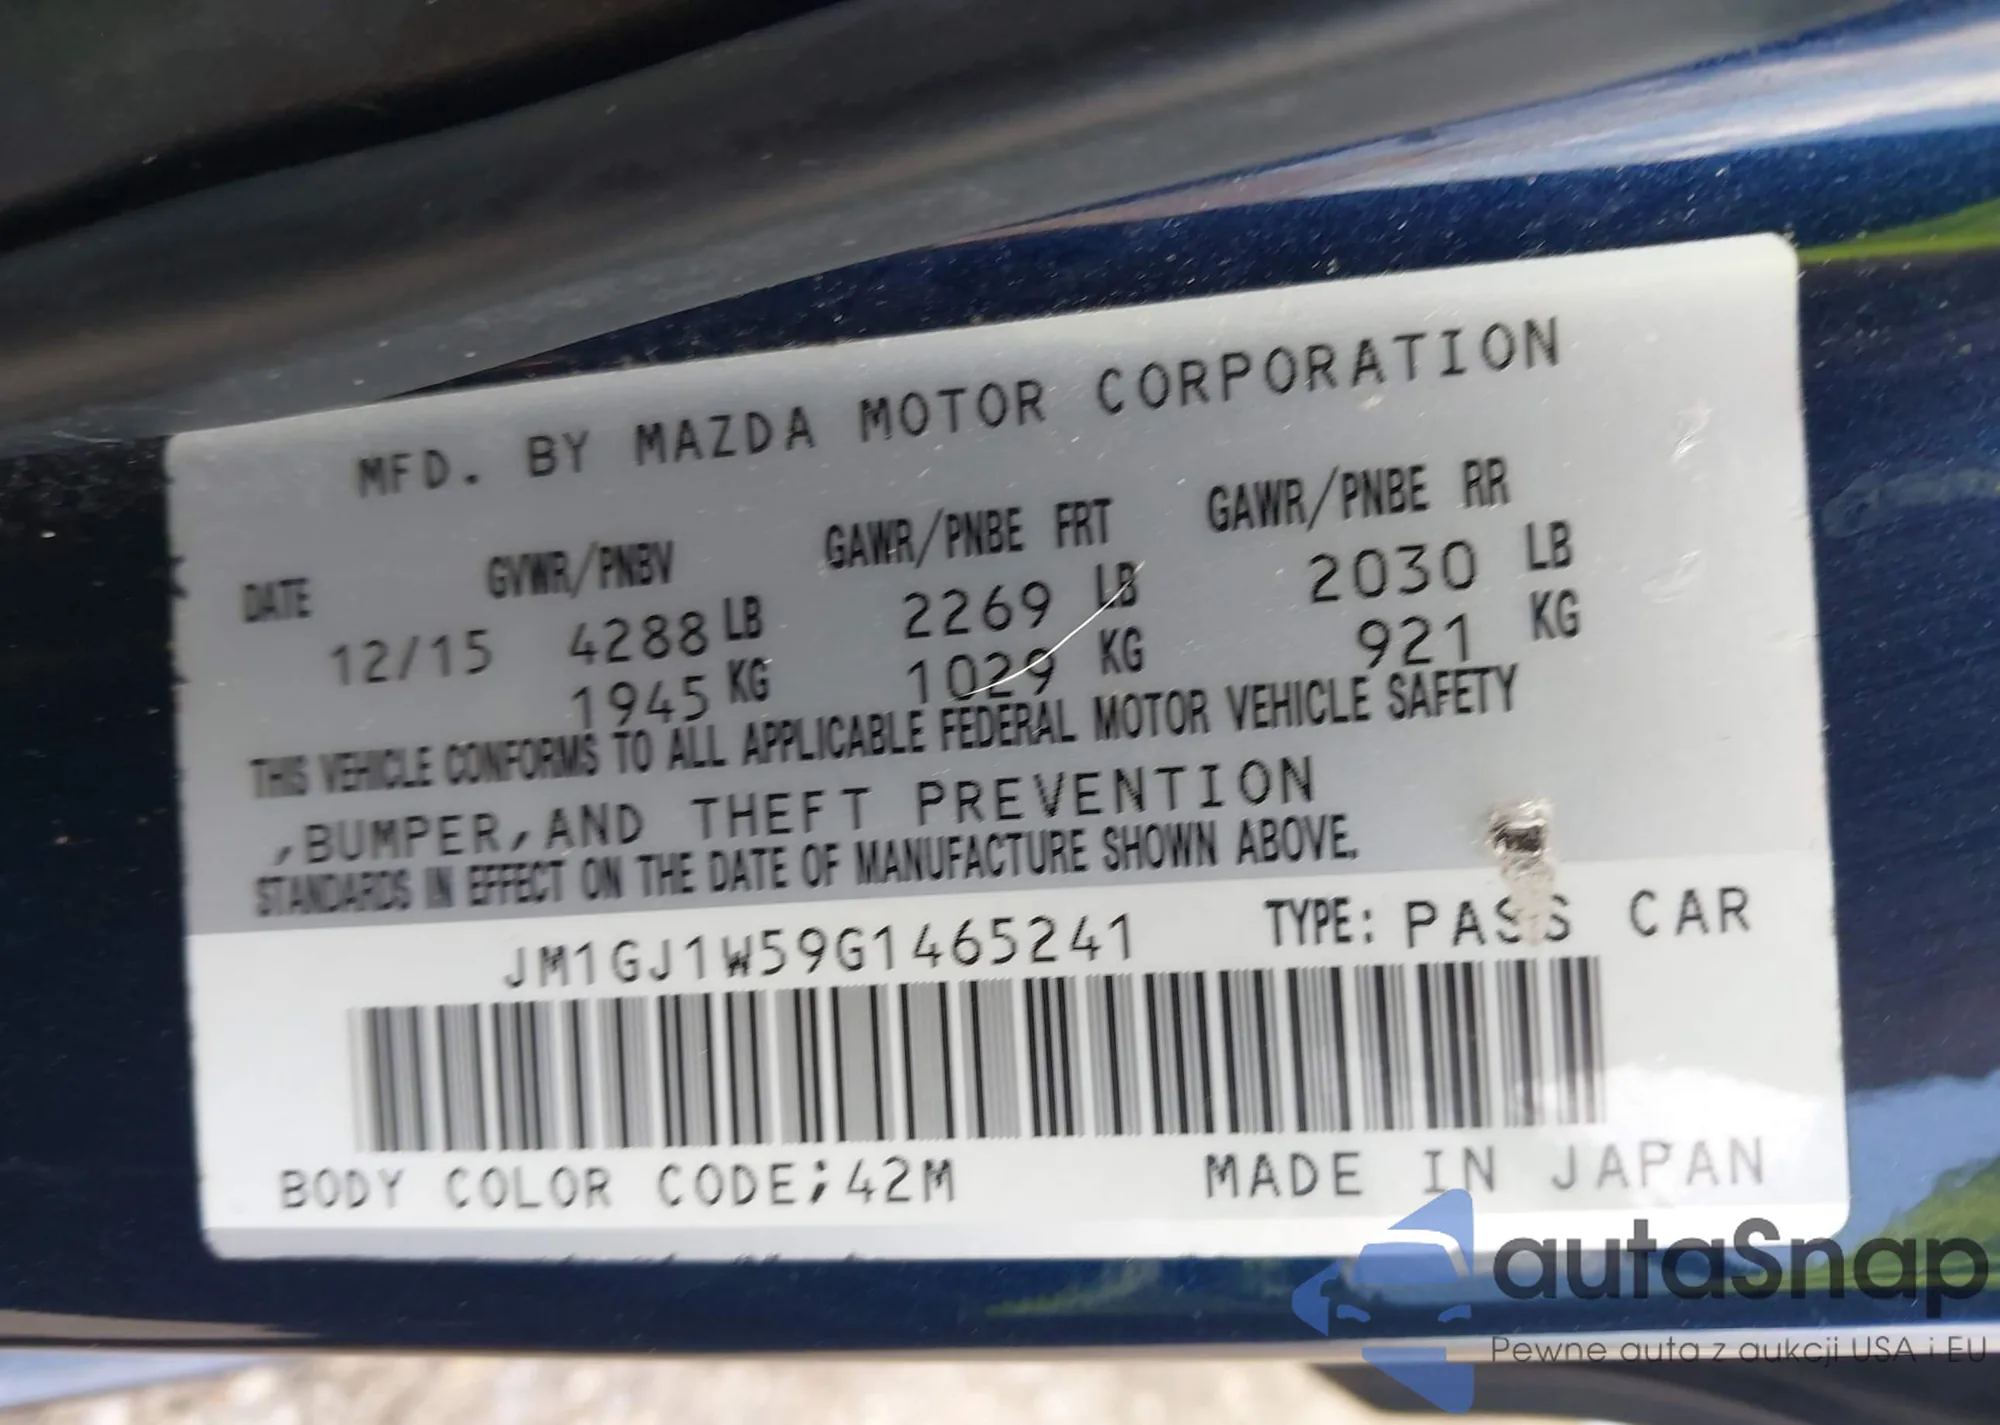 MFD. BY MAZDA MOTOR CORPORATION
DATE GVWR/PNBV GAWR/PNBE FRT GAWR/PNBE RR
12/15 4288 LB 2269 LB 2030 LB
1945 KG 1029 KG 921 KG
THIS VEHICLE CONFORMS TO ALL APPLICABLE FEDERAL MOTOR VEHICLE SAFETY
,BUMPER,AND THEFT PREVENTION
STANDARDS IN EFFECT ON THE DATE OF MANUFACTURE SHOWN ABOVE.
JM1GJ1W59G1465241 TYPE: PASS CAR
BODY COLOR CODE;42M MADE IN JAPAN
autaSnap
Pewne auta z aukcji USA i EU